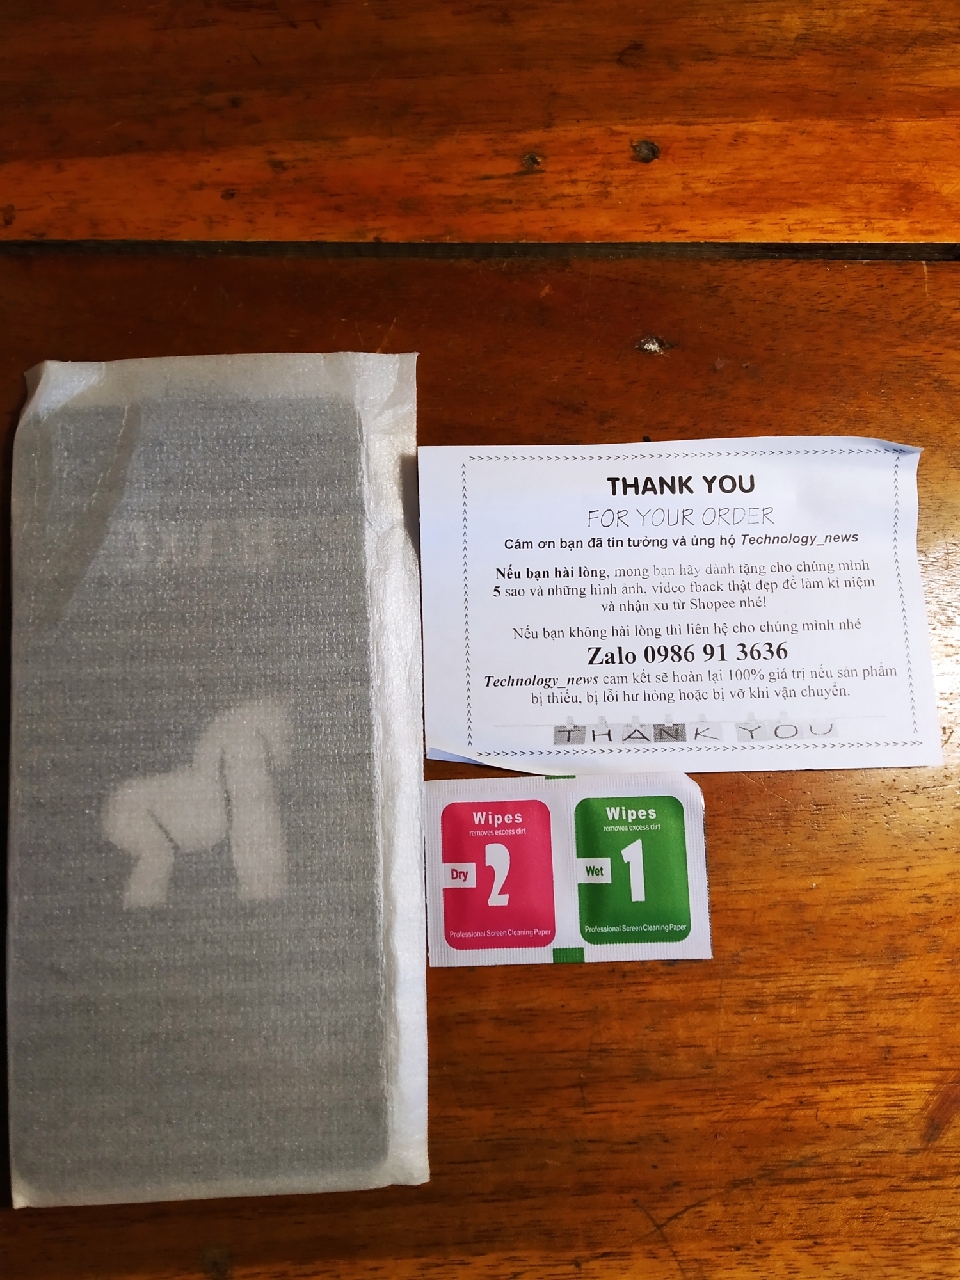 THANK YOU
FOR YOUR ORDER
Cám ơn bạn đã tin tưởng và ủng hộ Technology_news
Nếu bạn hài lòng, mong bạn hãy dành tặng cho chúng mình
5 sao và những hình ảnh, video fback thật đẹp để làm kỉ niệm
và nhận xu từ Shopee nhé!
Nếu bạn không hài lòng thì liên hệ cho chúng mình nhé
Zalo 0986 91 3636
Technology_news cam kết sẽ hoàn lại 100% giá trị nếu sản phẩm
bị thiếu, bị lỗi hư hỏng hoặc bị vỡ khi vận chuyển.
THANK YOU
Wipes
removes excess dirt
Dry
2
Professional Screen Cleaning Paper
Wipes
removes excess dirt
Wet
1
Professional Screen Cleaning Paper